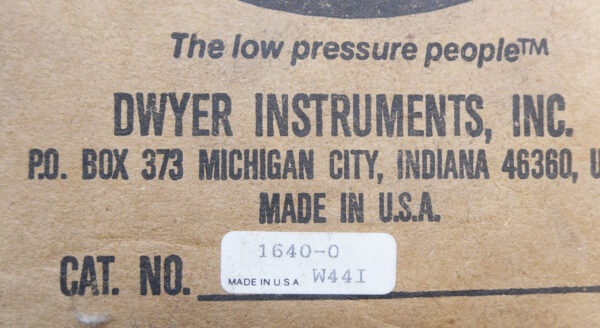 The low pressure people™
DWYER INSTRUMENTS, INC.
P.O. BOX 373 MICHIGAN CITY, INDIANA 46360, U
MADE IN U.S.A.
CAT. NO.
1640-0
MADE IN U.S.A W44I